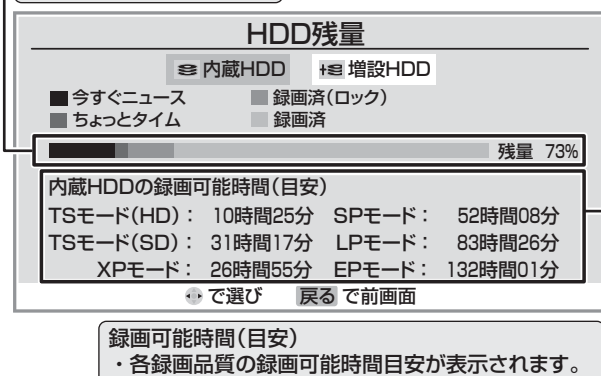 HDD残量
内蔵HDD 増設HDD
今すぐニュース 録画済(ロック)
ちょっとタイム 録画済
残量 73%
内蔵HDDの録画可能時間(目安)
TSモード(HD): 10時間25分 SPモード: 52時間08分
TSモード(SD): 31時間17分 LPモード: 83時間26分
XPモード: 26時間55分 EPモード: 132時間01分
で選び 戻る で前画面
録画可能時間(目安)
・各録画品質の録画可能時間目安が表示されます。